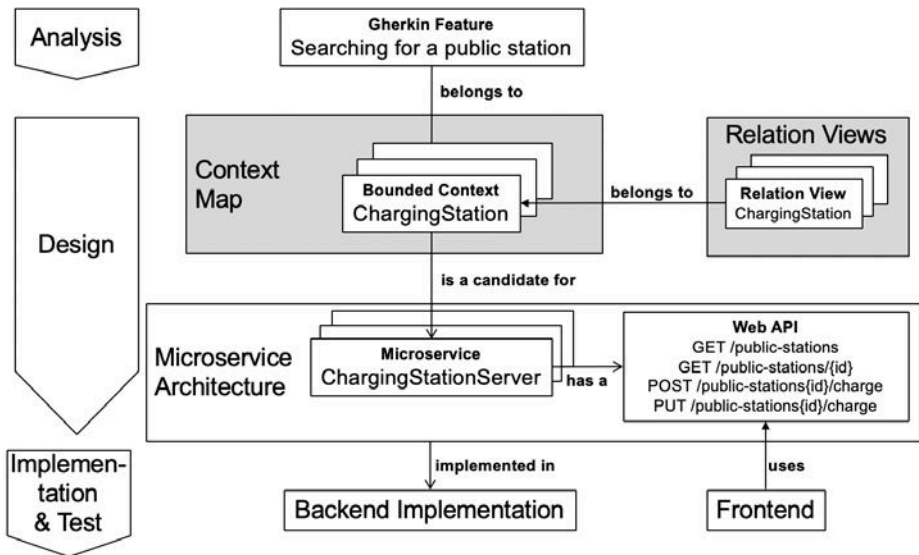 Analysis
Gherkin Feature
Searching for a public station
belongs to
Design
Context
Map
Bounded Context
ChargingStation
belongs to
Relation Views
Relation View
ChargingStation
is a candidate for
Microservice
Architecture
Microservice
ChargingStationServer
has a
Web API
GET /public-stations
GET /public-stations/{id}
POST /public-stations{id}/charge
PUT /public-stations{id}/charge
Implemen-
tation
& Test
implemented in
uses
Backend Implementation
Frontend